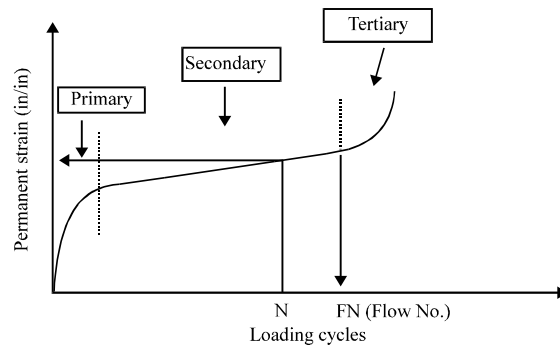 Tertiary
Secondary
Primary
Permanent strain (in/in)
N
FN (Flow No.)
Loading cycles